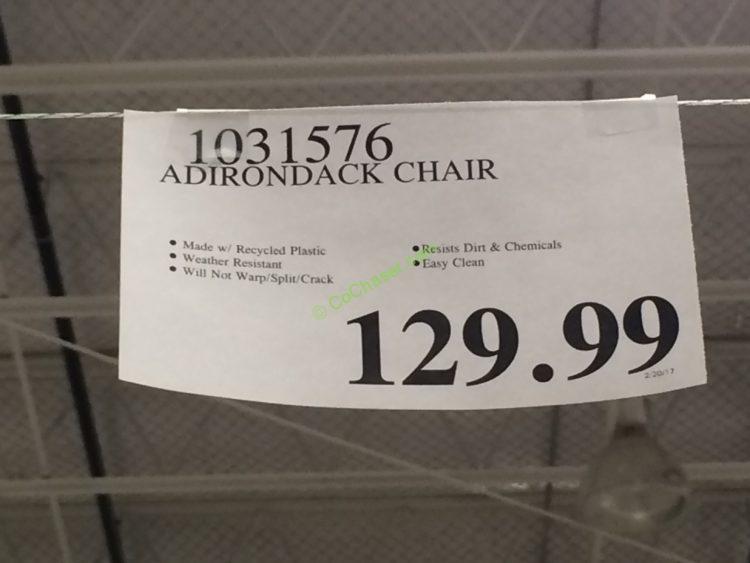 1031576
ADIRONDACK CHAIR
• Made w/ Recycled Plastic
• Weather Resistant
• Will Not Warp/Split/Crack
• Resists Dirt & Chemicals
• Easy Clean
© CoChaser
129.99
2/20/17